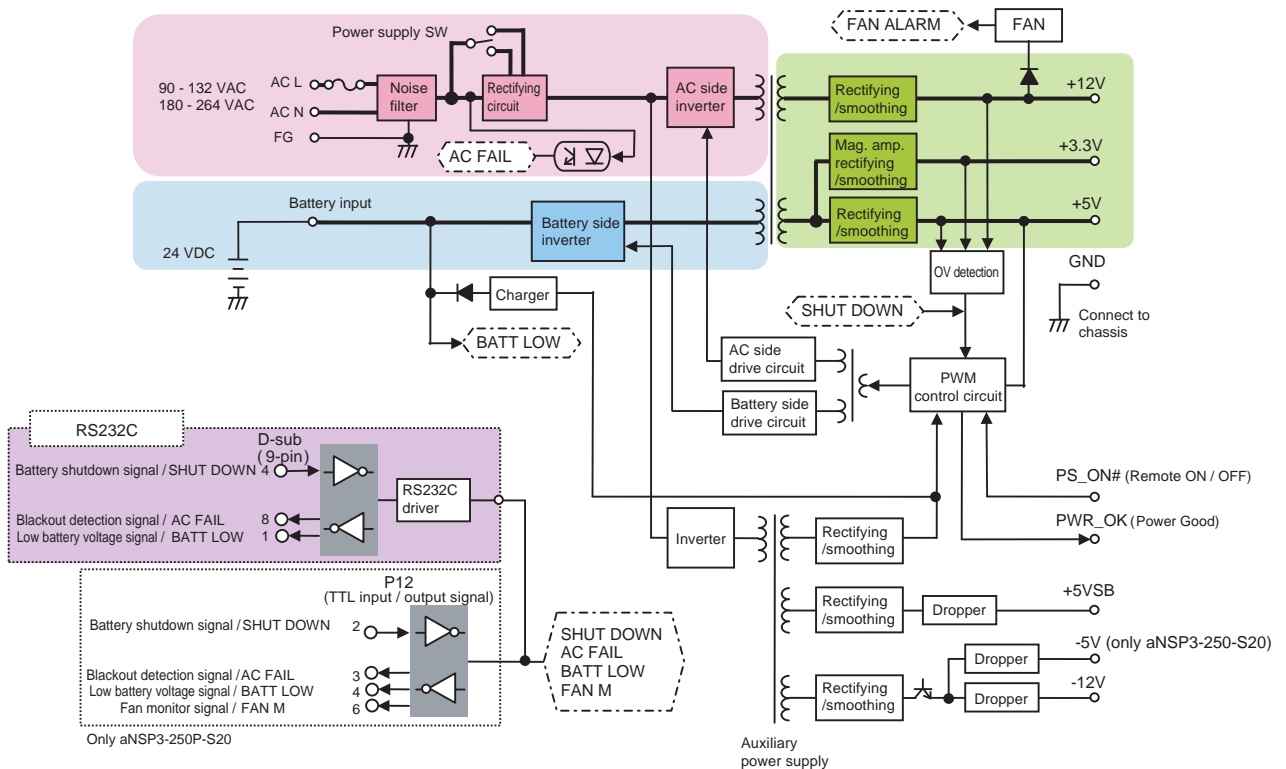 FAN ALARM
FAN
Power supply SW
90 - 132 VAC
180 - 264 VAC
AC L
AC N
FG
Noise
filter
Rectifying
circuit
AC side
inverter
Rectifying
/smoothing
+12V
AC FAIL
Mag. amp.
rectifying
/smoothing
+3.3V
Battery input
Battery side
inverter
Rectifying
/smoothing
+5V
24 VDC
OV detection
GND
Connect to
chassis
Charger
SHUT DOWN
BATT LOW
AC side
drive circuit
PWM
control circuit
Battery side
drive circuit
RS232C
D-sub
( 9-pin)
Battery shutdown signal / SHUT DOWN 4
RS232C
driver
Blackout detection signal / AC FAIL 8
Low battery voltage signal / BATT LOW 1
PS_ON# (Remote ON / OFF)
PWR_OK (Power Good)
Inverter
Rectifying
/smoothing
P12
(TTL input / output signal)
Battery shutdown signal / SHUT DOWN 2
Blackout detection signal / AC FAIL 3
Low battery voltage signal / BATT LOW 4
Fan monitor signal / FAN M 6
Only aNSP3-250P-S20
SHUT DOWN
AC FAIL
BATT LOW
FAN M
Rectifying
/smoothing
Dropper
+5VSB
Dropper
-5V (only aNSP3-250-S20)
Rectifying
/smoothing
Dropper
-12V
Auxiliary
power supply